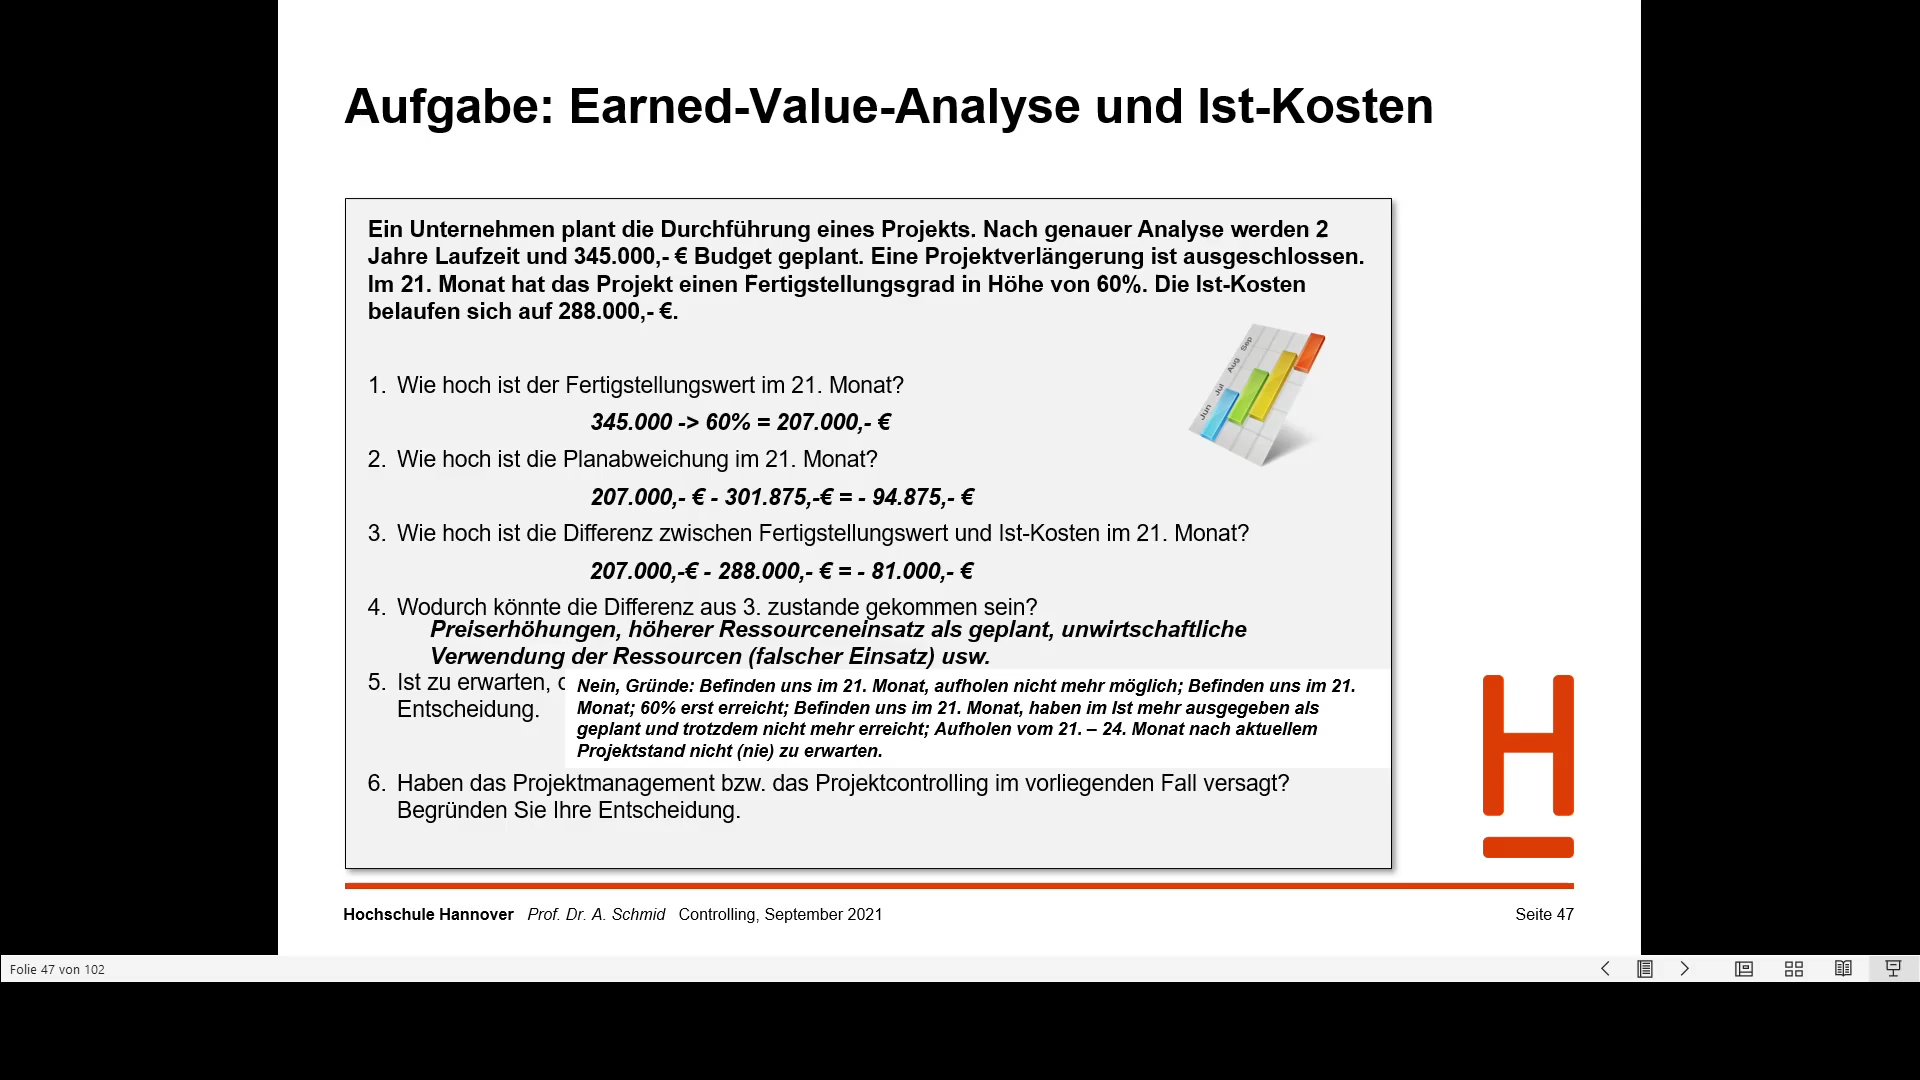 Aufgabe: Earned-Value-Analyse und Ist-Kosten
Ein Unternehmen plant die Durchführung eines Projekts. Nach genauer Analyse werden 2
Jahre Laufzeit und 345.000,- € Budget geplant. Eine Projektverlängerung ist ausgeschlossen.
Im 21. Monat hat das Projekt einen Fertigstellungsgrad in Höhe von 60%. Die Ist-Kosten
belaufen sich auf 288.000,- €.
Jun Jul Aug Sep
1. Wie hoch ist der Fertigstellungswert im 21. Monat?
345.000 -> 60% = 207.000,- €
2. Wie hoch ist die Planabweichung im 21. Monat?
207.000,- € - 301.875,-€ = - 94.875,- €
3. Wie hoch ist die Differenz zwischen Fertigstellungswert und Ist-Kosten im 21. Monat?
207.000,-€ - 288.000,- € = - 81.000,- €
4. Wodurch könnte die Differenz aus 3. zustande gekommen sein?
Preiserhöhungen, höherer Ressourceneinsatz als geplant, unwirtschaftliche
Verwendung der Ressourcen (falscher Einsatz) usw.
5. Ist zu erwarten,
Entscheidung.
Nein, Gründe: Befinden uns im 21. Monat, aufholen nicht mehr möglich; Befinden uns im 21.
Monat; 60% erst erreicht; Befinden uns im 21. Monat, haben im Ist mehr ausgegeben als
geplant und trotzdem nicht mehr erreicht; Aufholen vom 21. – 24. Monat nach aktuellem
Projektstand nicht (nie) zu erwarten.
6. Haben das Projektmanagement bzw. das Projektcontrolling im vorliegenden Fall versagt?
Begründen Sie Ihre Entscheidung.
H
Hochschule Hannover Prof. Dr. A. Schmid Controlling, September 2021
Seite 47
Folie 47 von 102